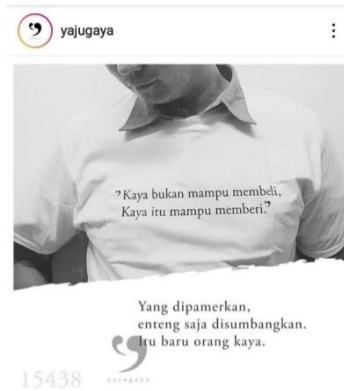 yajugaya
"Kaya bukan mampu membeli,
Kaya itu mampu memberi."
Yang dipamerkan,
enteng saja disumbangkan.
Itu baru orang kaya.
15438
yajugaya